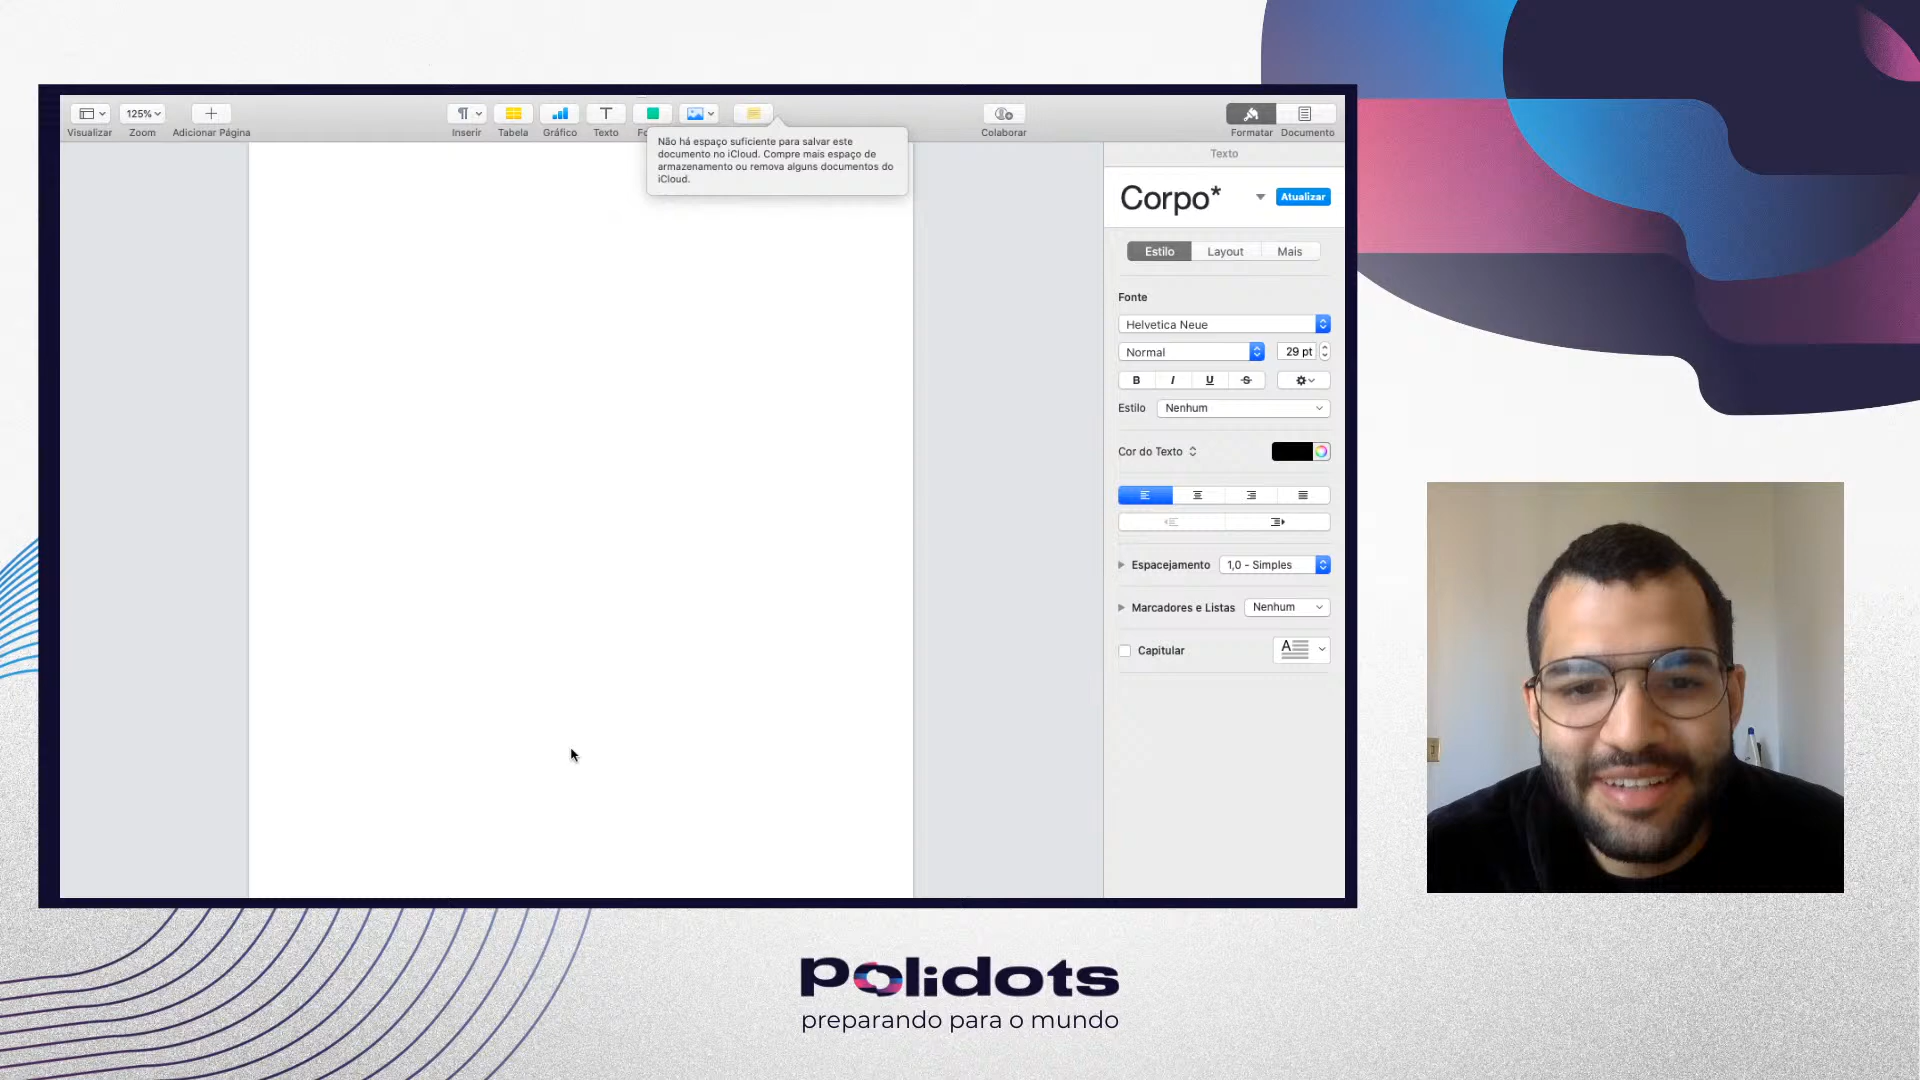 125%
Visualizar
Zoom
Adicionar Página
Inserir
Tabela
Gráfico
Texto
Colaborar
Formatar
Documento
Não há espaço suficiente para salvar este
documento no iCloud. Compre mais espaço de
armazenamento ou remova alguns documentos do
iCloud.
Texto
Corpo*
Atualizar
Estilo
Layout
Mais
Fonte
Helvetica Neue
Normal
29 pt
B
I
U
S
Estilo
Nenhum
Cor do Texto
Espacejamento
1,0 - Simples
Marcadores e Listas
Nenhum
Capitular
A
polidots
preparando para o mundo